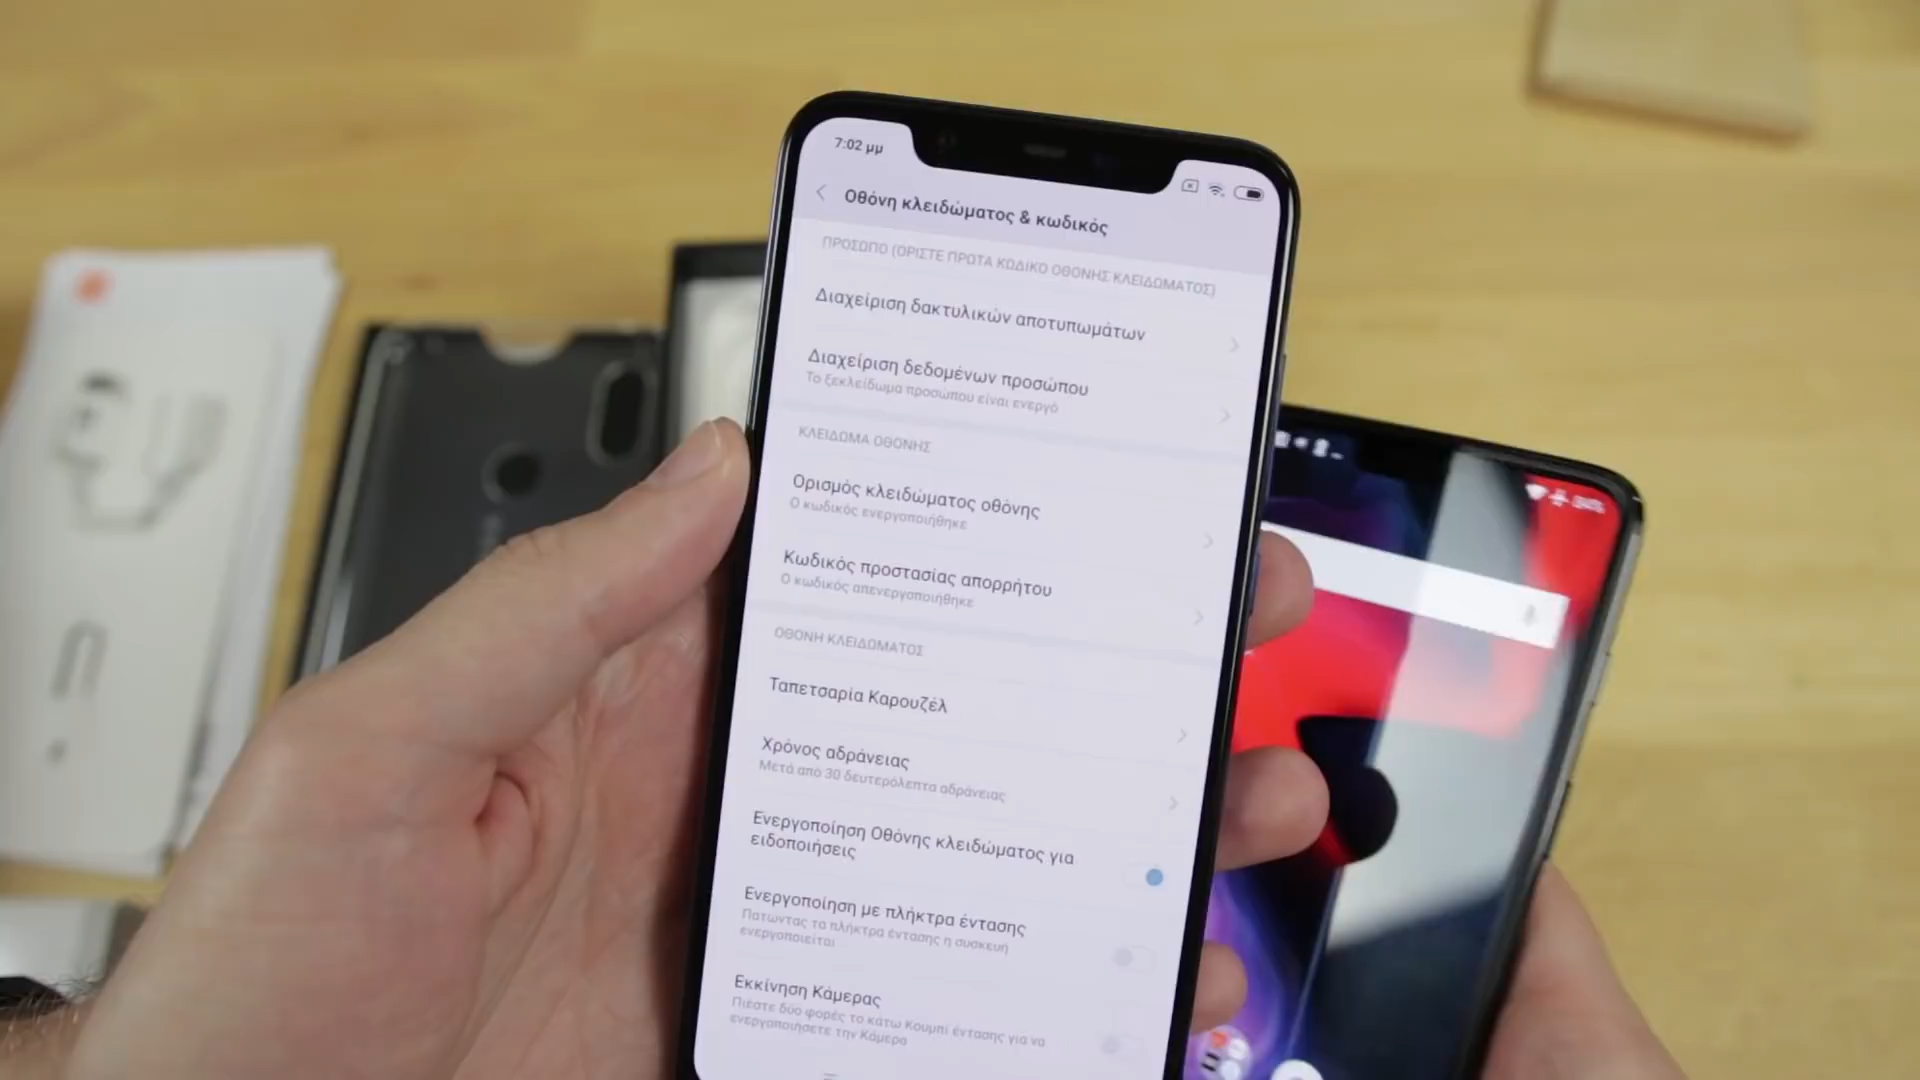 7:02 μμ
Οθόνη κλειδώματος & κωδικός
ΠΡΟΣΩΠΟ (ΟΡΙΣΤΕ ΠΡΩΤΑ ΚΩΔΙΚΟ ΟΘΟΝΗΣ ΚΛΕΙΔΩΜΑΤΟΣ)
Διαχείριση δακτυλικών αποτυπωμάτων
Διαχείριση δεδομένων προσώπου
Το ξεκλείδωμα προσώπου είναι ενεργό
ΚΛΕΙΔΩΜΑ ΟΘΟΝΗΣ
Ορισμός κλειδώματος οθόνης
Ο κωδικός ενεργοποιήθηκε
Κωδικός προστασίας απορρήτου
Ο κωδικός απενεργοποιήθηκε
ΟΘΟΝΗ ΚΛΕΙΔΩΜΑΤΟΣ
Ταπετσαρία Καρουζέλ
Χρόνος αδράνειας
Μετά από 30 δευτερόλεπτα αδράνειας
Ενεργοποίηση Οθόνης κλειδώματος για
ειδοποιήσεις
Ενεργοποίηση με πλήκτρα έντασης
Πατώντας τα πλήκτρα έντασης η συσκευή
ενεργοποιείται
Εκκίνηση Κάμερας
Πιέστε δύο φορές το κάτω Κουμπί έντασης για να
ενεργοποιήσετε την Κάμερα